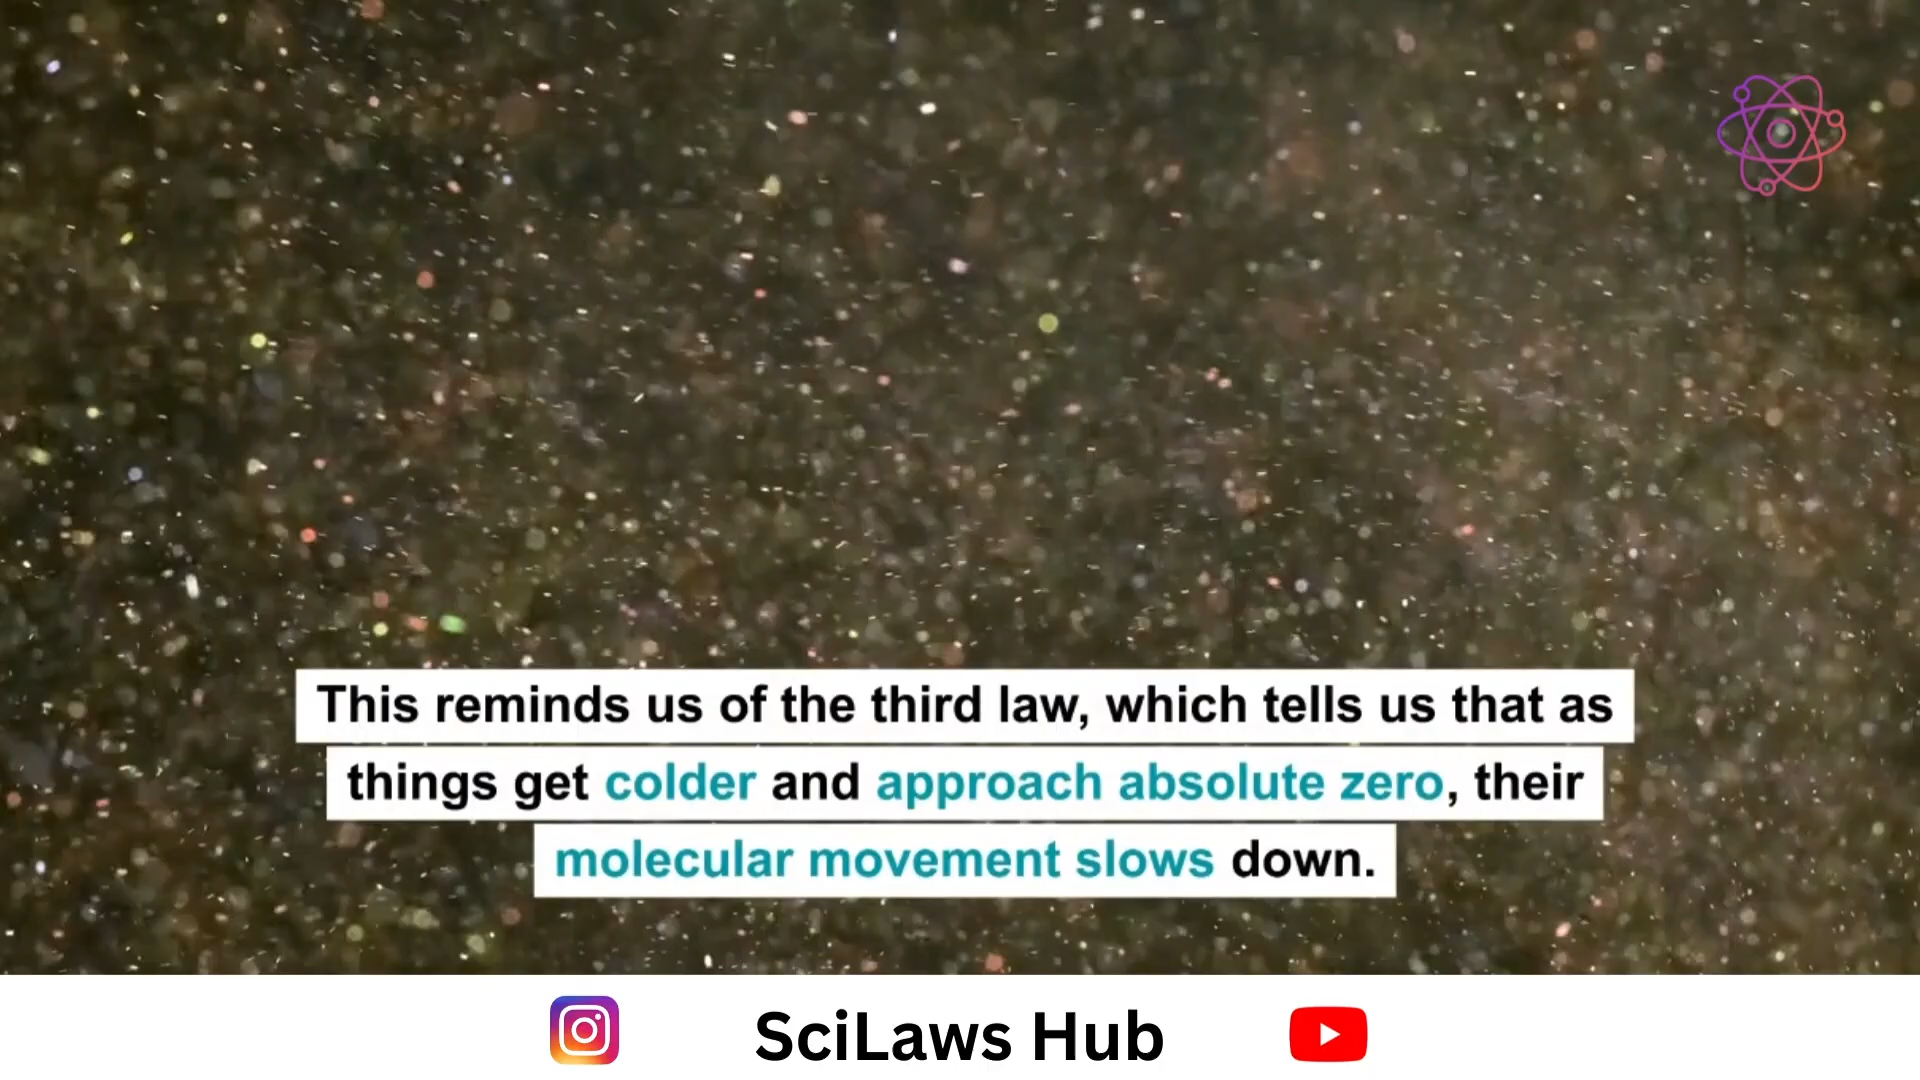 This reminds us of the third law, which tells us that as
things get colder and approach absolute zero, their
molecular movement slows down.
SciLaws Hub